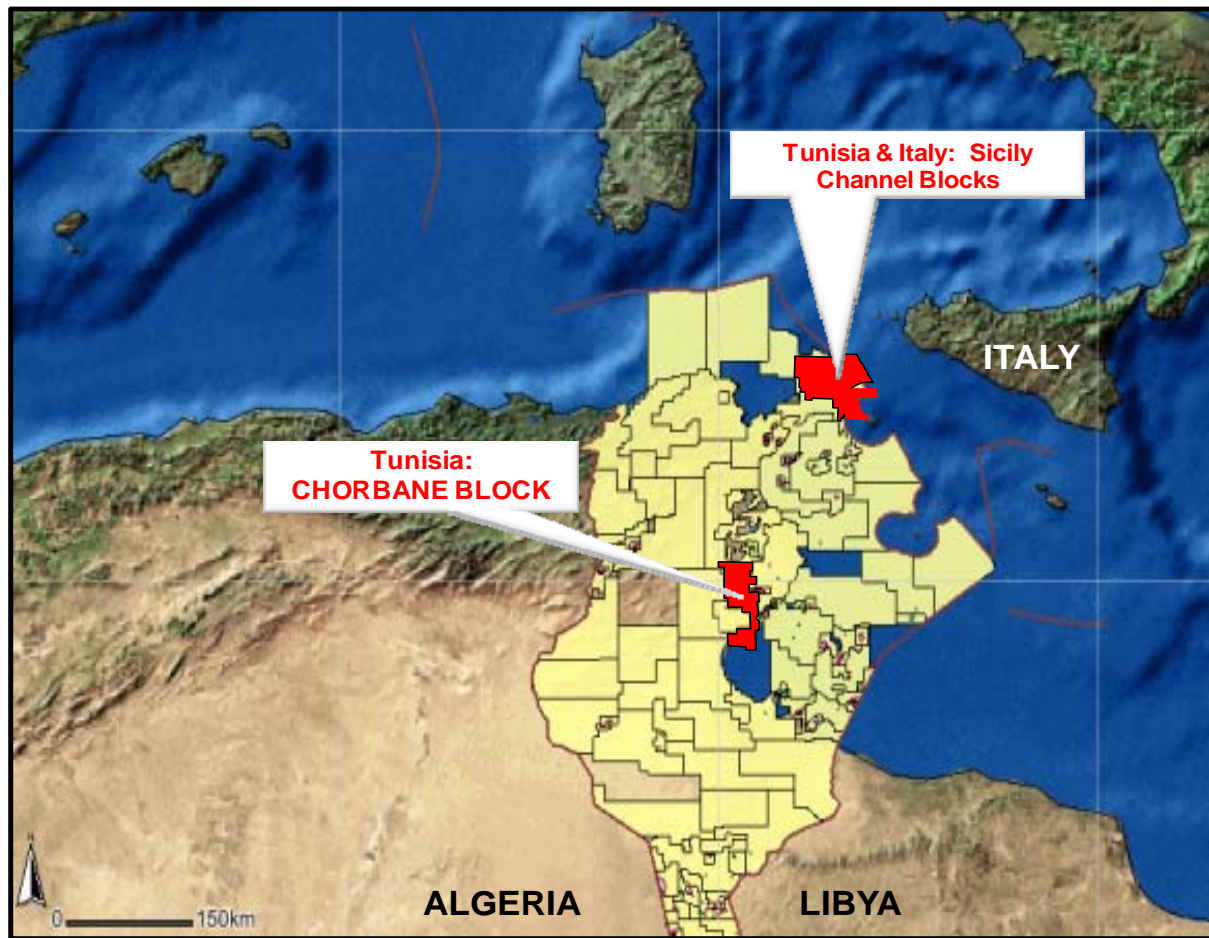 Tunisia & Italy: Sicily
Channel Blocks
ITALY
Tunisia:
CHORBANE BLOCK
N
ALGERIA
LIBYA
0
150km